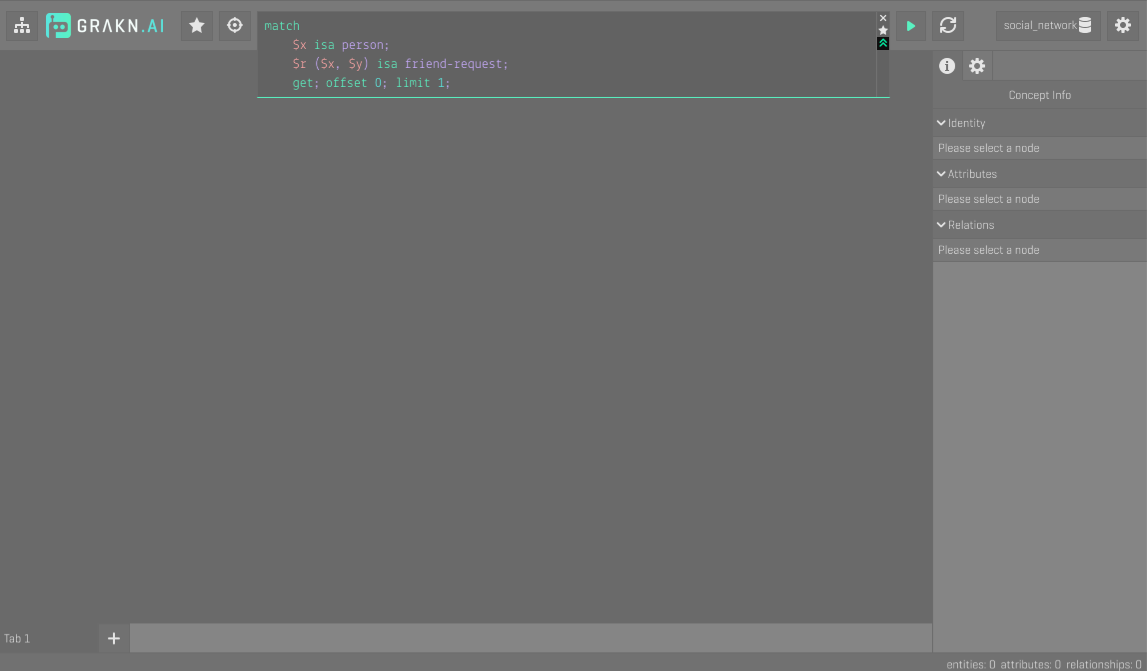 GRAKN.AI
match
$x isa person;
$r ($x, $y) isa friend-request;
get; offset 0; limit 1;
social_network
Concept Info
Identity
Please select a node
Attributes
Please select a node
Relations
Please select a node
Tab 1
entities: 0 attributes: 0 relationships: 0